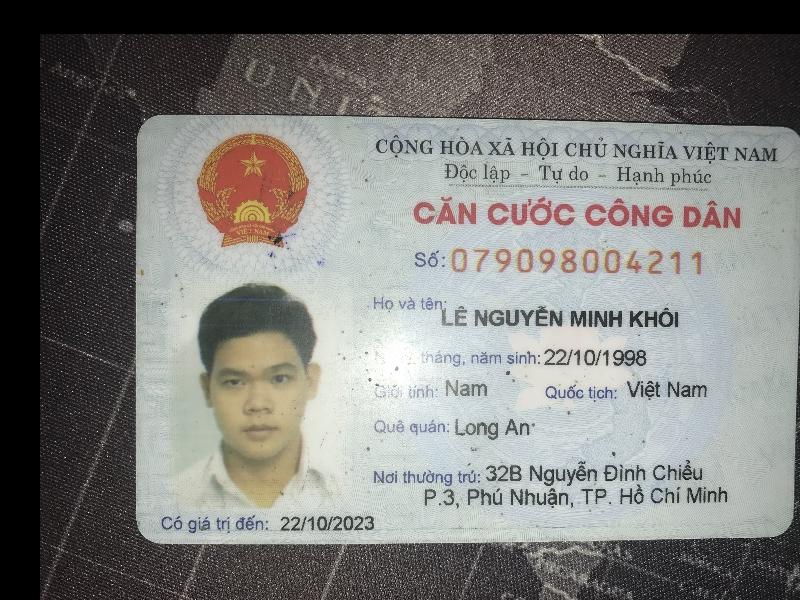 CỘNG HÒA XÃ HỘI CHỦ NGHĨA VIỆT NAM
Độc lập - Tự do - Hạnh phúc
CĂN CƯỚC CÔNG DÂN
Số: 079098004211
Họ và tên:
LÊ NGUYỄN MINH KHÔI
tháng, năm sinh: 22/10/1998
Giới tính: Nam Quốc tịch: Việt Nam
Quê quán: Long An
Nơi thường trú: 32B Nguyễn Đình Chiểu
P.3, Phú Nhuận, TP. Hồ Chí Minh
Có giá trị đến: 22/10/2023
VIỆT NAM